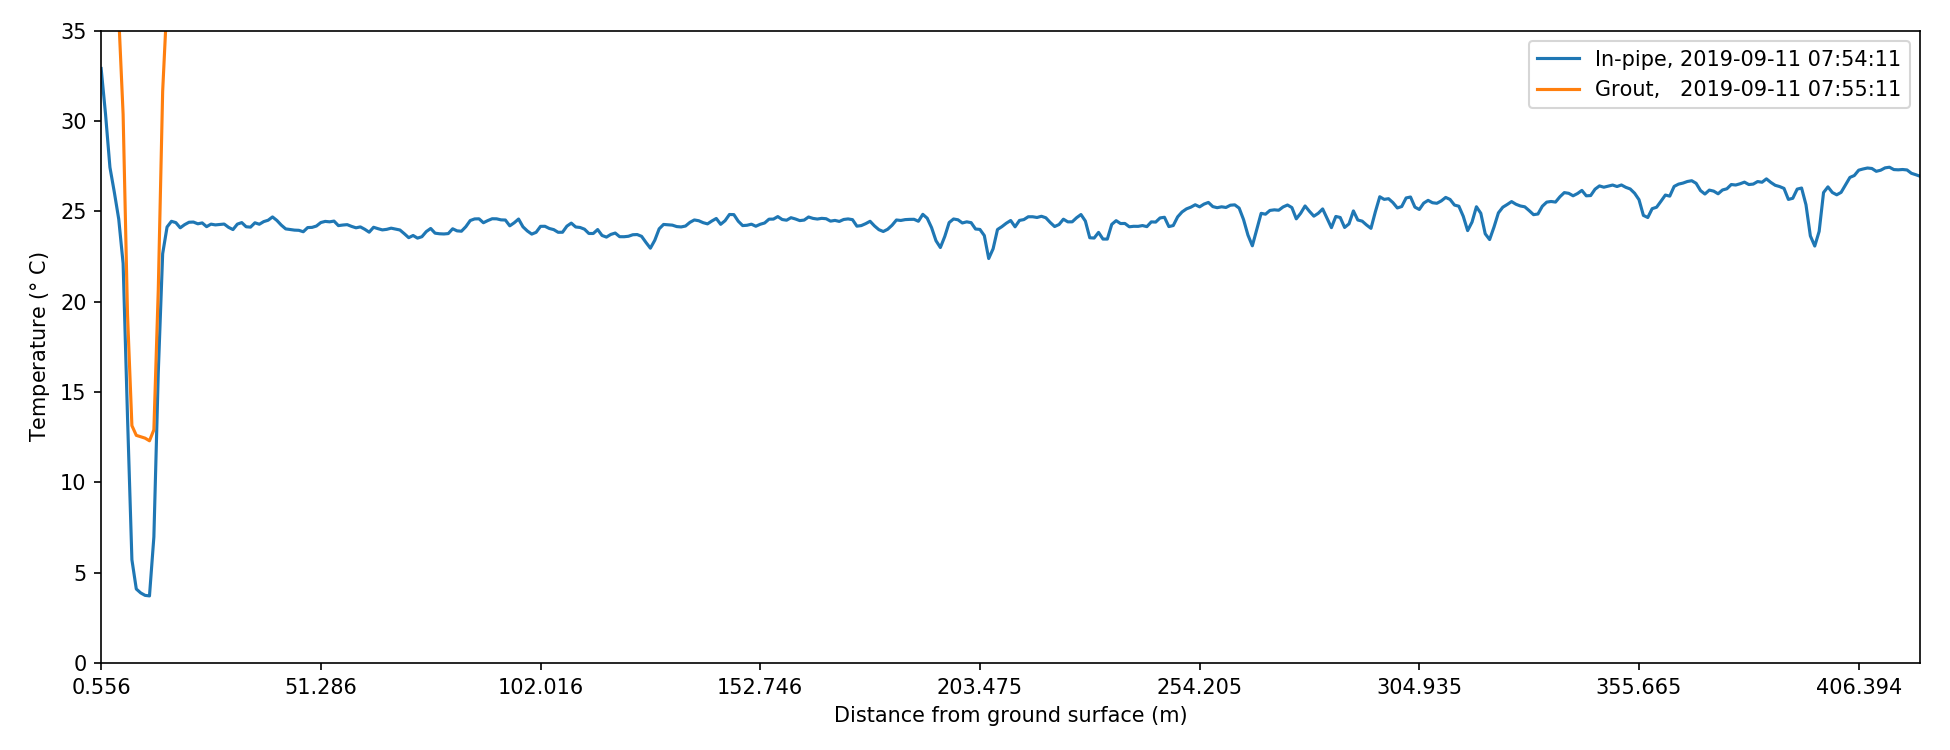 35
30
25
20
15
10
5
0
Temperature (° C)
In-pipe, 2019-09-11 07:54:11
Grout,   2019-09-11 07:55:11
0.556 51.286 102.016 152.746 203.475 254.205 304.935 355.665 406.394
Distance from ground surface (m)